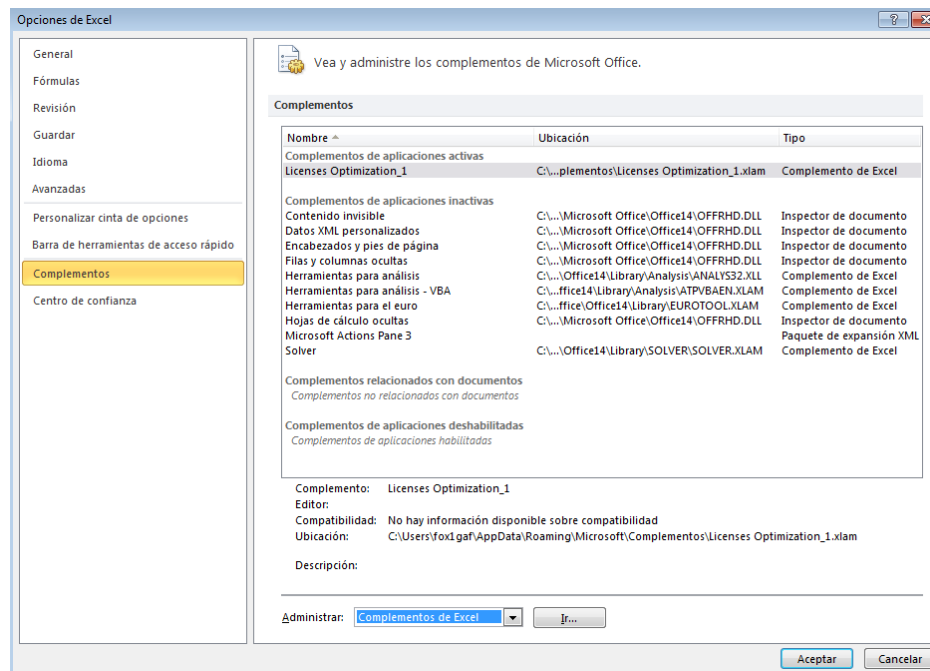 Opciones de Excel
General
Fórmulas
Revisión
Guardar
Idioma
Avanzadas
Personalizar cinta de opciones
Barra de herramientas de acceso rápido
Complementos
Centro de confianza
Vea y administre los complementos de Microsoft Office.
Complementos
Nombre Ubicación Tipo
Complementos de aplicaciones activas
Licenses Optimization_1 C:\...plementos\Licenses Optimization_1.xlam Complemento de Excel
Complementos de aplicaciones inactivas
Contenido invisible C:\...\Microsoft Office\Office14\OFFRHD.DLL Inspector de documento
Datos XML personalizados C:\...\Microsoft Office\Office14\OFFRHD.DLL Inspector de documento
Encabezados y pies de página C:\...\Microsoft Office\Office14\OFFRHD.DLL Inspector de documento
Filas y columnas ocultas C:\...\Microsoft Office\Office14\OFFRHD.DLL Inspector de documento
Herramientas para análisis C:\...\Office14\Library\Analysis\ANALYS32.XLL Complemento de Excel
Herramientas para análisis - VBA C:\...ffice14\Library\Analysis\ATPVBAEN.XLAM Complemento de Excel
Herramientas para el euro C:\...ffice\Office14\Library\EUROTOOL.XLAM Complemento de Excel
Hojas de cálculo ocultas C:\...\Microsoft Office\Office14\OFFRHD.DLL Inspector de documento
Microsoft Actions Pane 3 Paquete de expansión XML
Solver C:\...\Office14\Library\SOLVER\SOLVER.XLAM Complemento de Excel
Complementos relacionados con documentos
Complementos no relacionados con documentos
Complementos de aplicaciones deshabilitadas
Complementos de aplicaciones habilitadas
Complemento: Licenses Optimization_1
Editor:
Compatibilidad: No hay información disponible sobre compatibilidad
Ubicación: C:\Users\fox1gaf\AppData\Roaming\Microsoft\Complementos\Licenses Optimization_1.xlam
Descripción:
Administrar: Complementos de Excel Ir...
Aceptar Cancelar